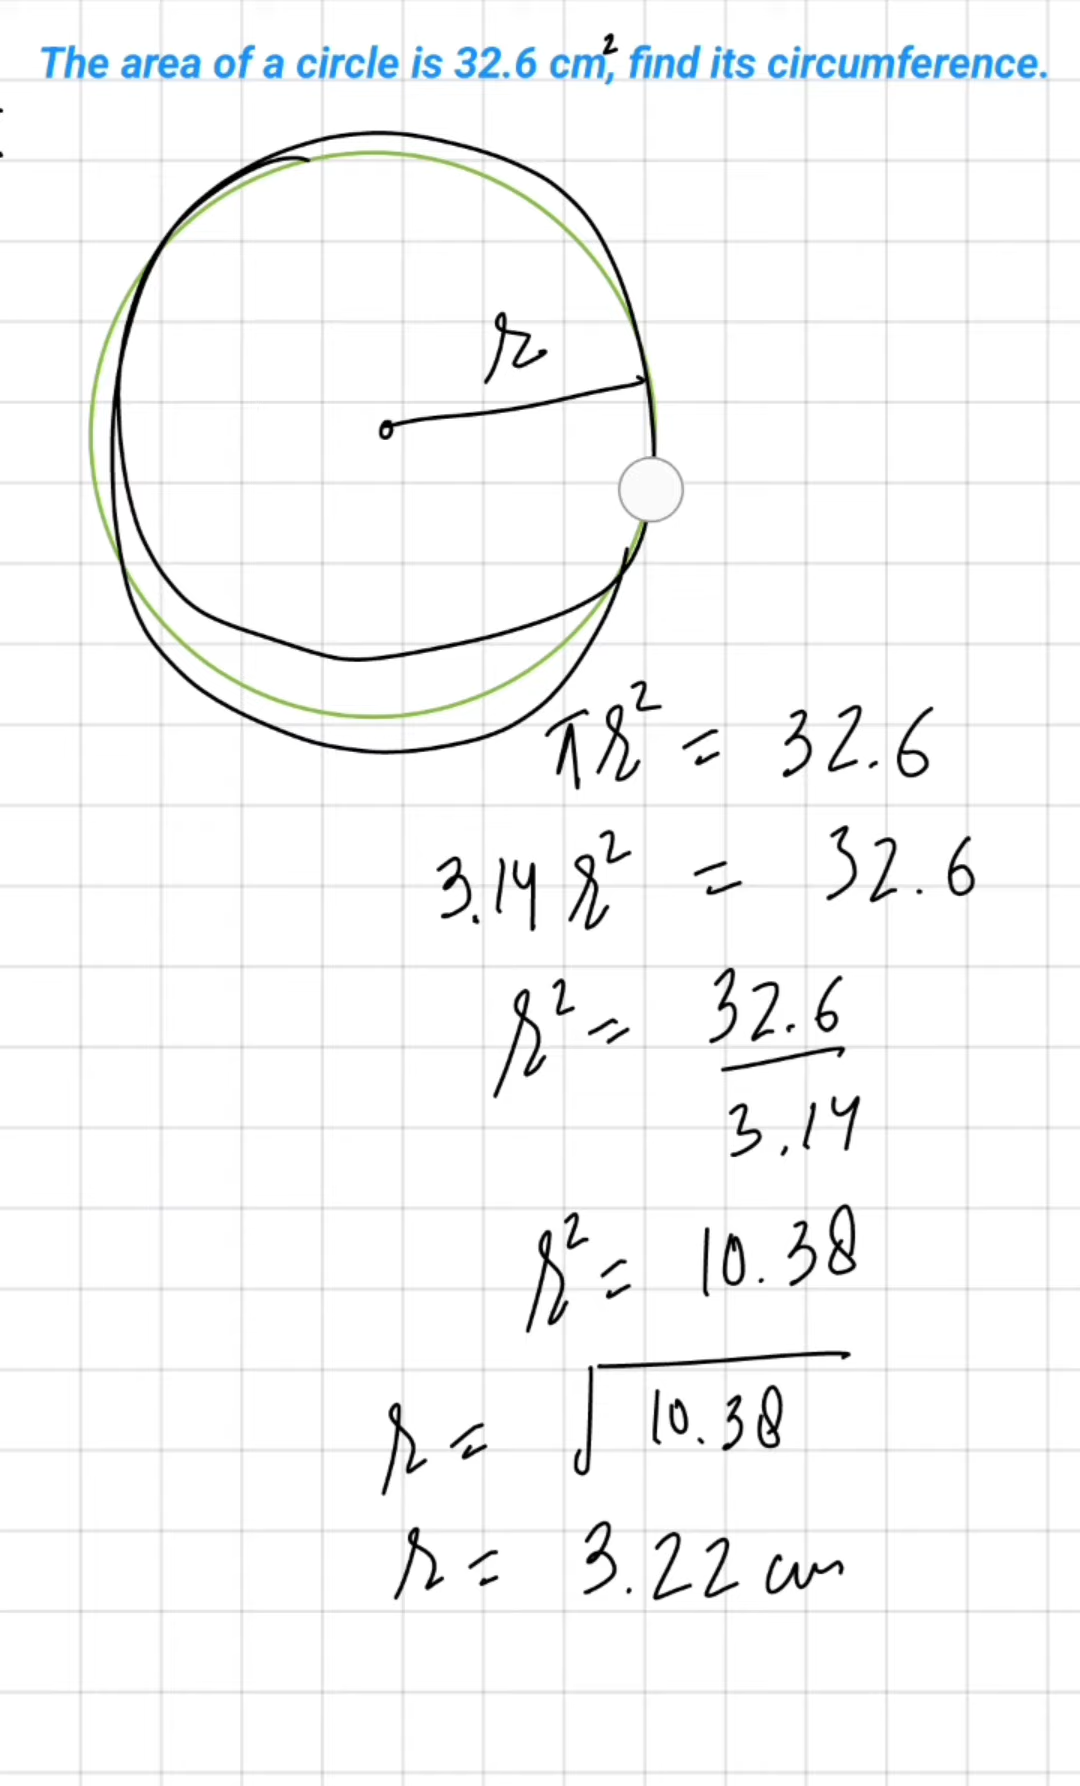 The area of a circle is 32.6 cm², find its circumference.
r
πr² = 32.6
3.14 r² = 32.6
r² = 32.6
3.14
r² = 10.38
r = √10.38
r = 3.22 cm